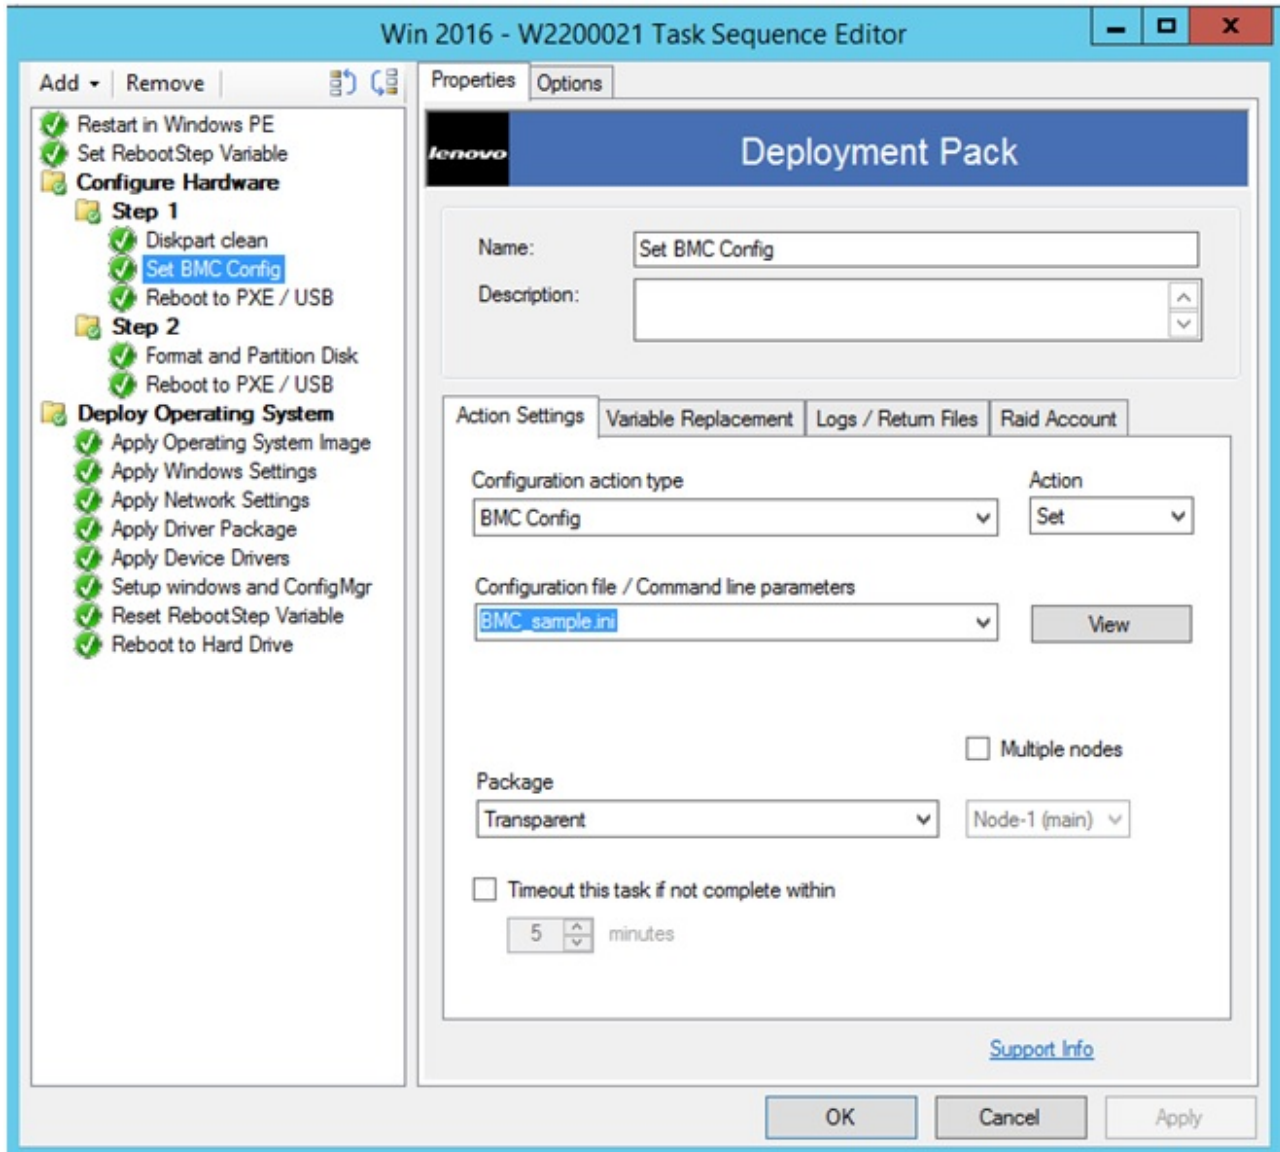 Win 2016 - W2200021 Task Sequence Editor
Add
Remove
Restart in Windows PE
Set RebootStep Variable
Configure Hardware
Step 1
Diskpart clean
Set BMC Config
Reboot to PXE / USB
Step 2
Format and Partition Disk
Reboot to PXE / USB
Deploy Operating System
Apply Operating System Image
Apply Windows Settings
Apply Network Settings
Apply Driver Package
Apply Device Drivers
Setup windows and ConfigMgr
Reset RebootStep Variable
Reboot to Hard Drive
Properties
Options
lenovo
Deployment Pack
Name:
Set BMC Config
Description:
Action Settings
Variable Replacement
Logs / Return Files
Raid Account
Configuration action type
Action
BMC Config
Set
Configuration file / Command line parameters
BMC_sample.ini
View
Multiple nodes
Package
Transparent
Node-1 (main)
Timeout this task if not complete within
5
minutes
Support Info
OK
Cancel
Apply